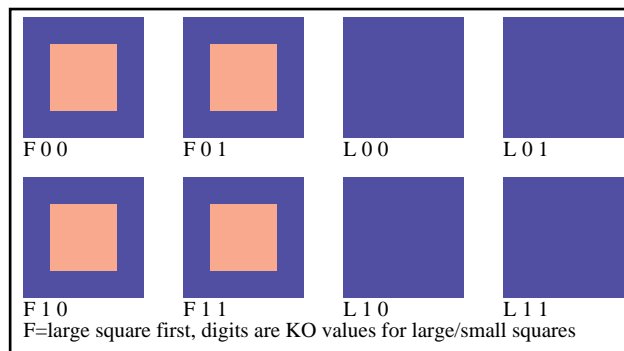 F 0 0 F 0 1 L 0 0 L 0 1
F 1 0 F 1 1 L 1 0 L 1 1
F=large square first, digits are KO values for large/small squares